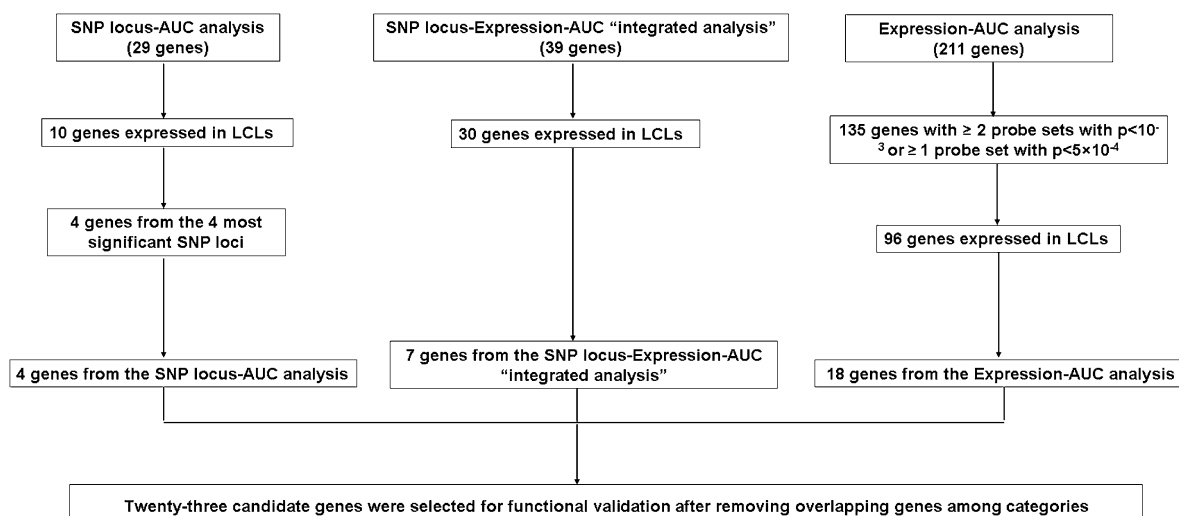 SNP locus-AUC analysis
(29 genes)
10 genes expressed in LCLs
4 genes from the 4 most
significant SNP loci
4 genes from the SNP locus-AUC analysis
SNP locus-Expression-AUC “integrated analysis”
(39 genes)
30 genes expressed in LCLs
7 genes from the SNP locus-Expression-AUC
“integrated analysis”
Expression-AUC analysis
(211 genes)
135 genes with ≥ 2 probe sets with p<10-
3 or ≥ 1 probe set with p<5×10-4
96 genes expressed in LCLs
18 genes from the Expression-AUC analysis
Twenty-three candidate genes were selected for functional validation after removing overlapping genes among categories